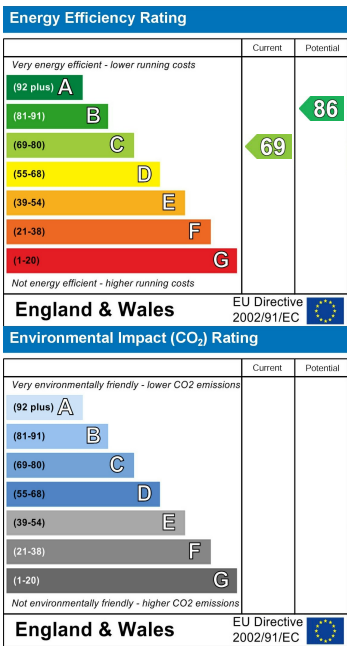 Energy Efficiency Rating
Current Potential
Very energy efficient - lower running costs
(92 plus) A
(81-91) B
(69-80) C
(55-68) D
(39-54) E
(21-38) F
(1-20) G
69
86
Not energy efficient - higher running costs
England & Wales
EU Directive
2002/91/EC
Environmental Impact (CO₂) Rating
Current Potential
Very environmentally friendly - lower CO2 emissions
(92 plus) A
(81-91) B
(69-80) C
(55-68) D
(39-54) E
(21-38) F
(1-20) G
Not environmentally friendly - higher CO2 emissions
England & Wales
EU Directive
2002/91/EC